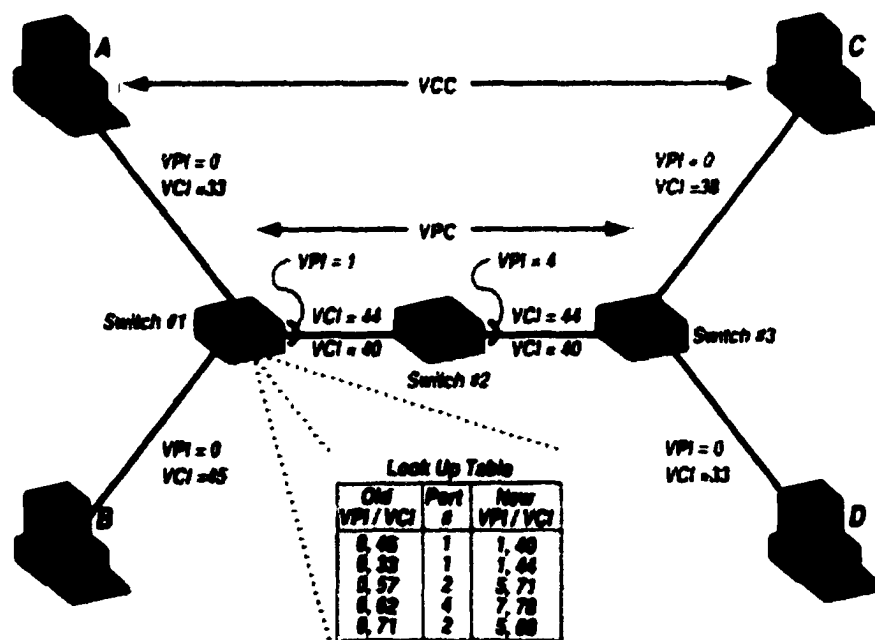 A
C
VCC
VPI = 0
VCI =33
VPI = 0
VCI =38
VPC
VPI = 1
VPI = 4
Switch #1
VCI = 44
VCI = 40
VCI = 44
VCI = 40
Switch #3
Switch #2
VPI = 0
VCI =45
VPI = 0
VCI =33
Look Up Table
Old VPI / VCI Port # New VPI / VCI
0, 45 1 1, 40
0, 33 1 1, 44
0, 57 2 5, 71
0, 62 4
0, 71 2
B
D